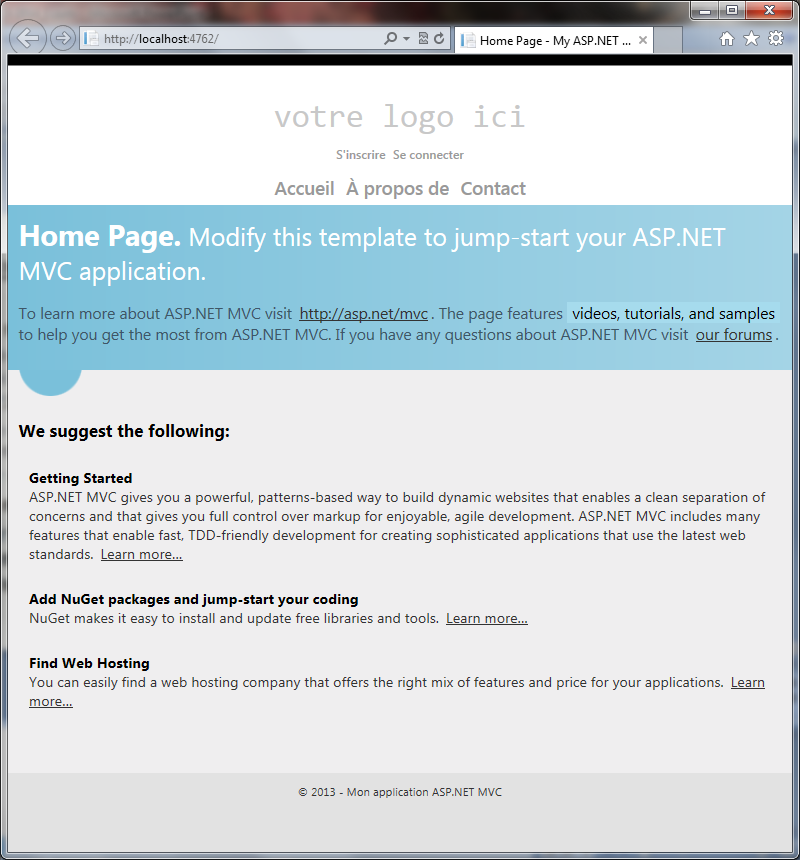 http://localhost:4762/
Home Page - My ASP.NET ...
votre logo ici
S'inscrire Se connecter
Accueil À propos de Contact
Home Page. Modify this template to jump-start your ASP.NET
MVC application.
To learn more about ASP.NET MVC visit http://asp.net/mvc . The page features videos, tutorials, and samples
to help you get the most from ASP.NET MVC. If you have any questions about ASP.NET MVC visit our forums .
We suggest the following:
Getting Started
ASP.NET MVC gives you a powerful, patterns-based way to build dynamic websites that enables a clean separation of
concerns and that gives you full control over markup for enjoyable, agile development. ASP.NET MVC includes many
features that enable fast, TDD-friendly development for creating sophisticated applications that use the latest web
standards. Learn more...
Add NuGet packages and jump-start your coding
NuGet makes it easy to install and update free libraries and tools. Learn more...
Find Web Hosting
You can easily find a web hosting company that offers the right mix of features and price for your applications. Learn
more...
© 2013 - Mon application ASP.NET MVC